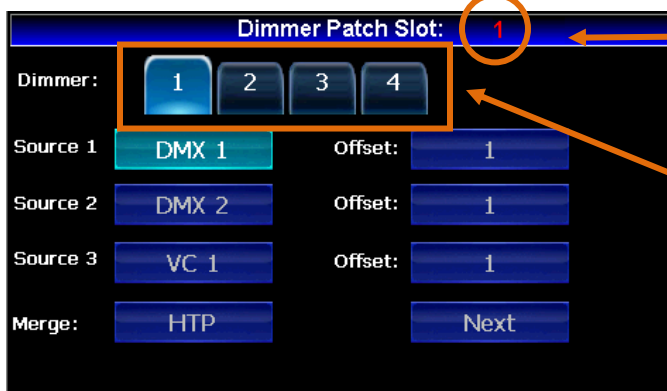 Dimmer Patch Slot: 1
Dimmer: 1 2 3 4
Source 1 DMX 1 Offset: 1
Source 2 DMX 2 Offset: 1
Source 3 VC 1 Offset: 1
Merge: HTP Next